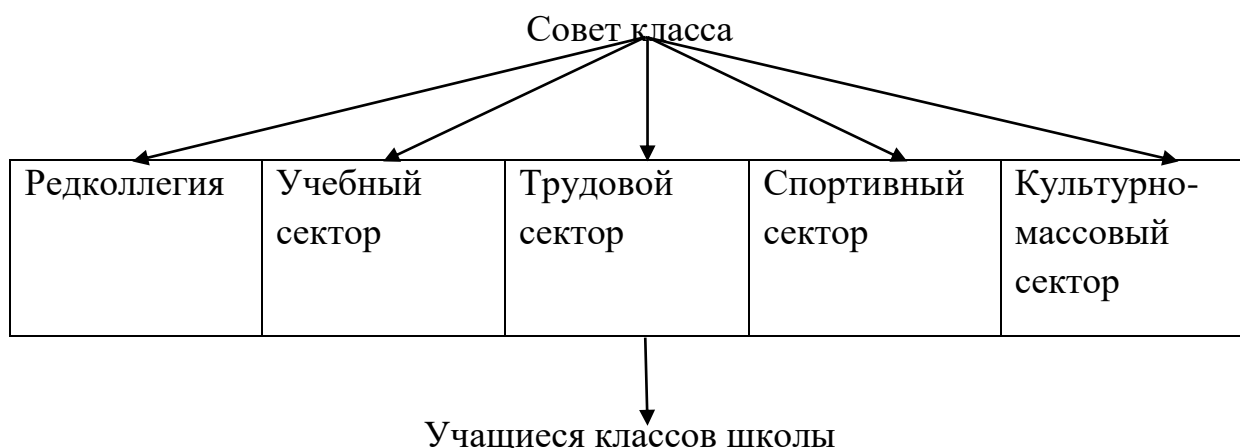 Совет класса
Редколлегия
Учебный
сектор
Трудовой
сектор
Спортивный
сектор
Культурно-
массовый
сектор
Учащиеся классов школы